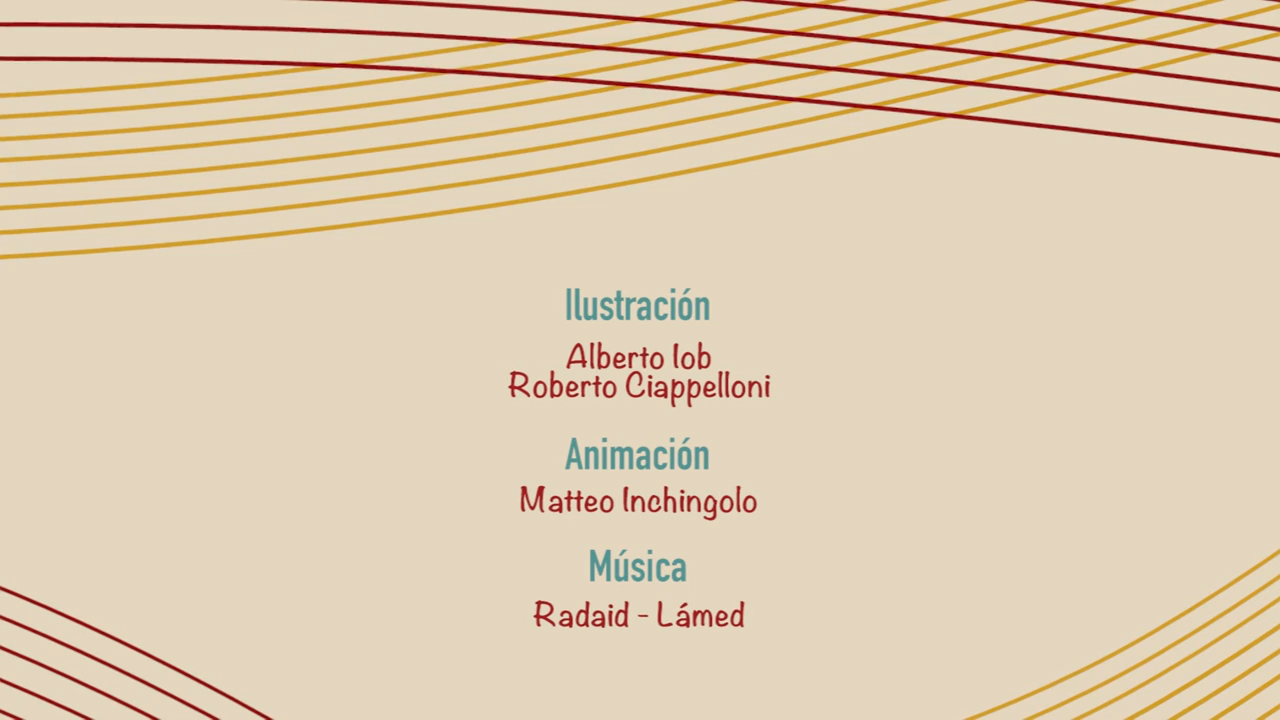 Ilustración
Alberto Iob
Roberto Ciappelloni
Animación
Matteo Inchingolo
Música
Radaid - Lámed